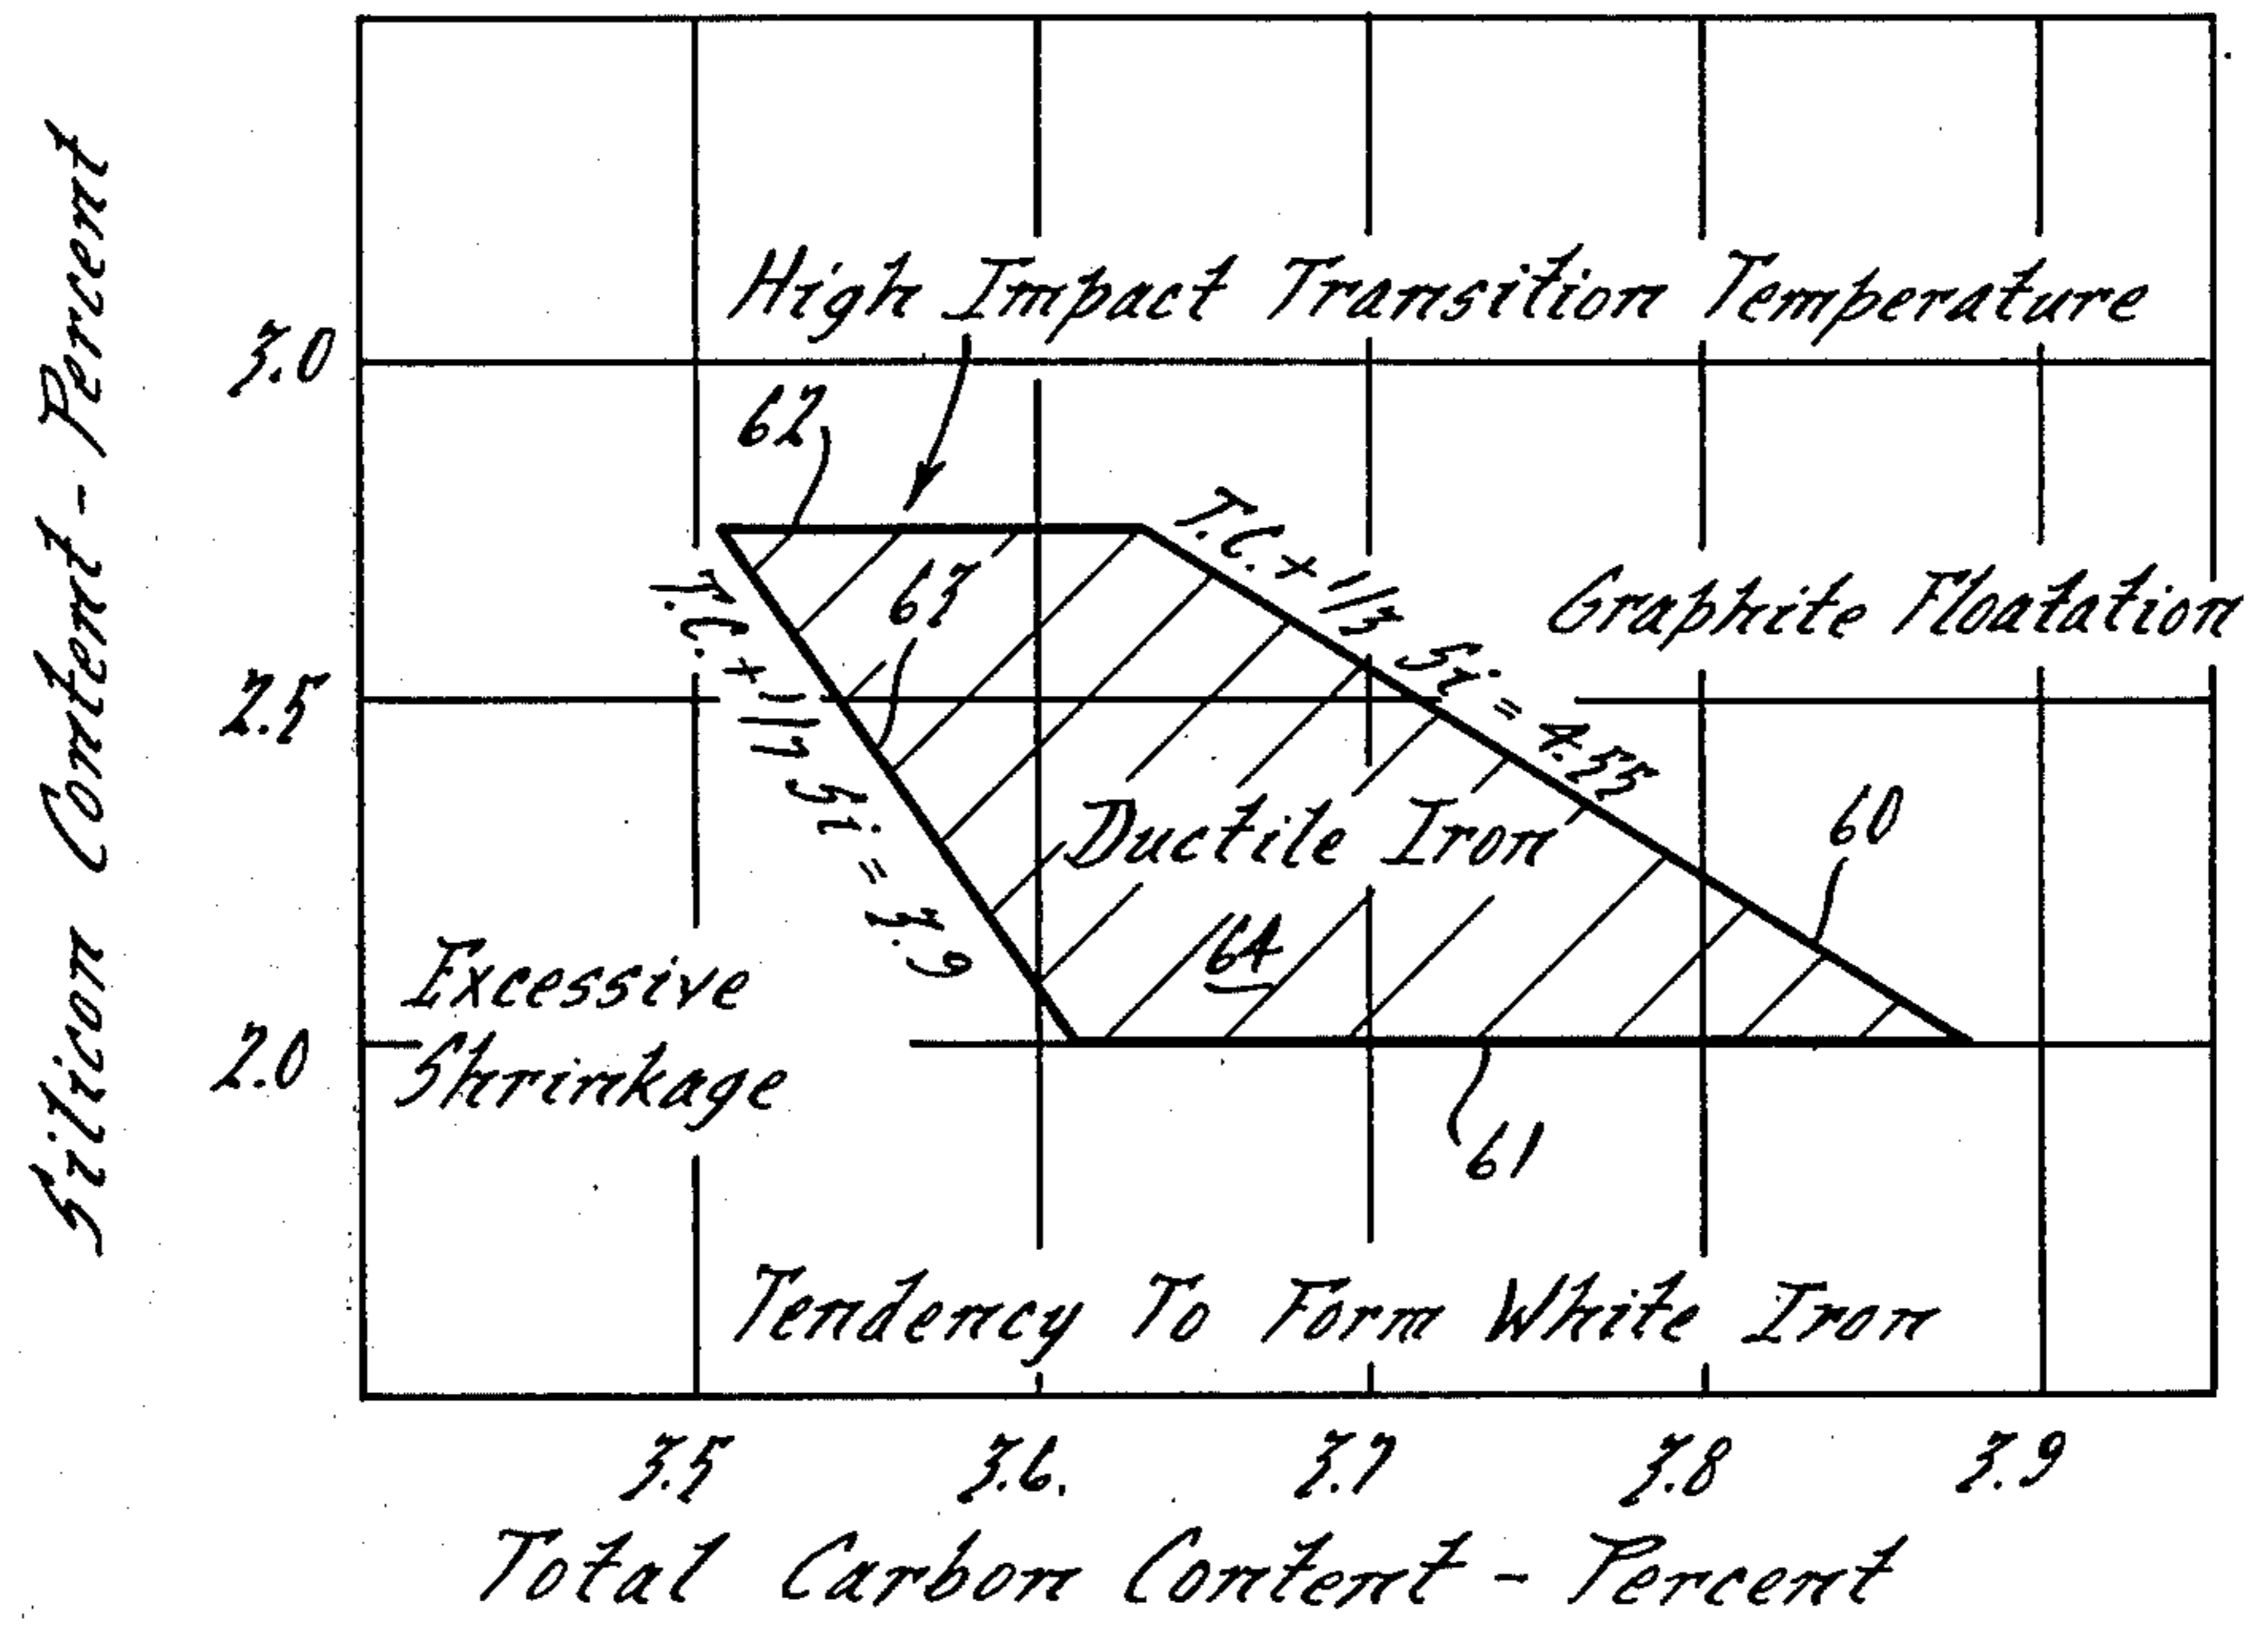 High Impact Transition Temperature
3.0
62
T.C. + 1/3 Si = 4.55
63
Graphite Floatation
T.C. + 1/7 Si = 3.9
2.5
Ductile Iron
60
64
Excessive
Shrinkage
2.0
61
Tendency To Form White Iron
3.5 3.6. 3.7 3.8 3.9
Total Carbon Content - Percent
Silicon Content - Percent